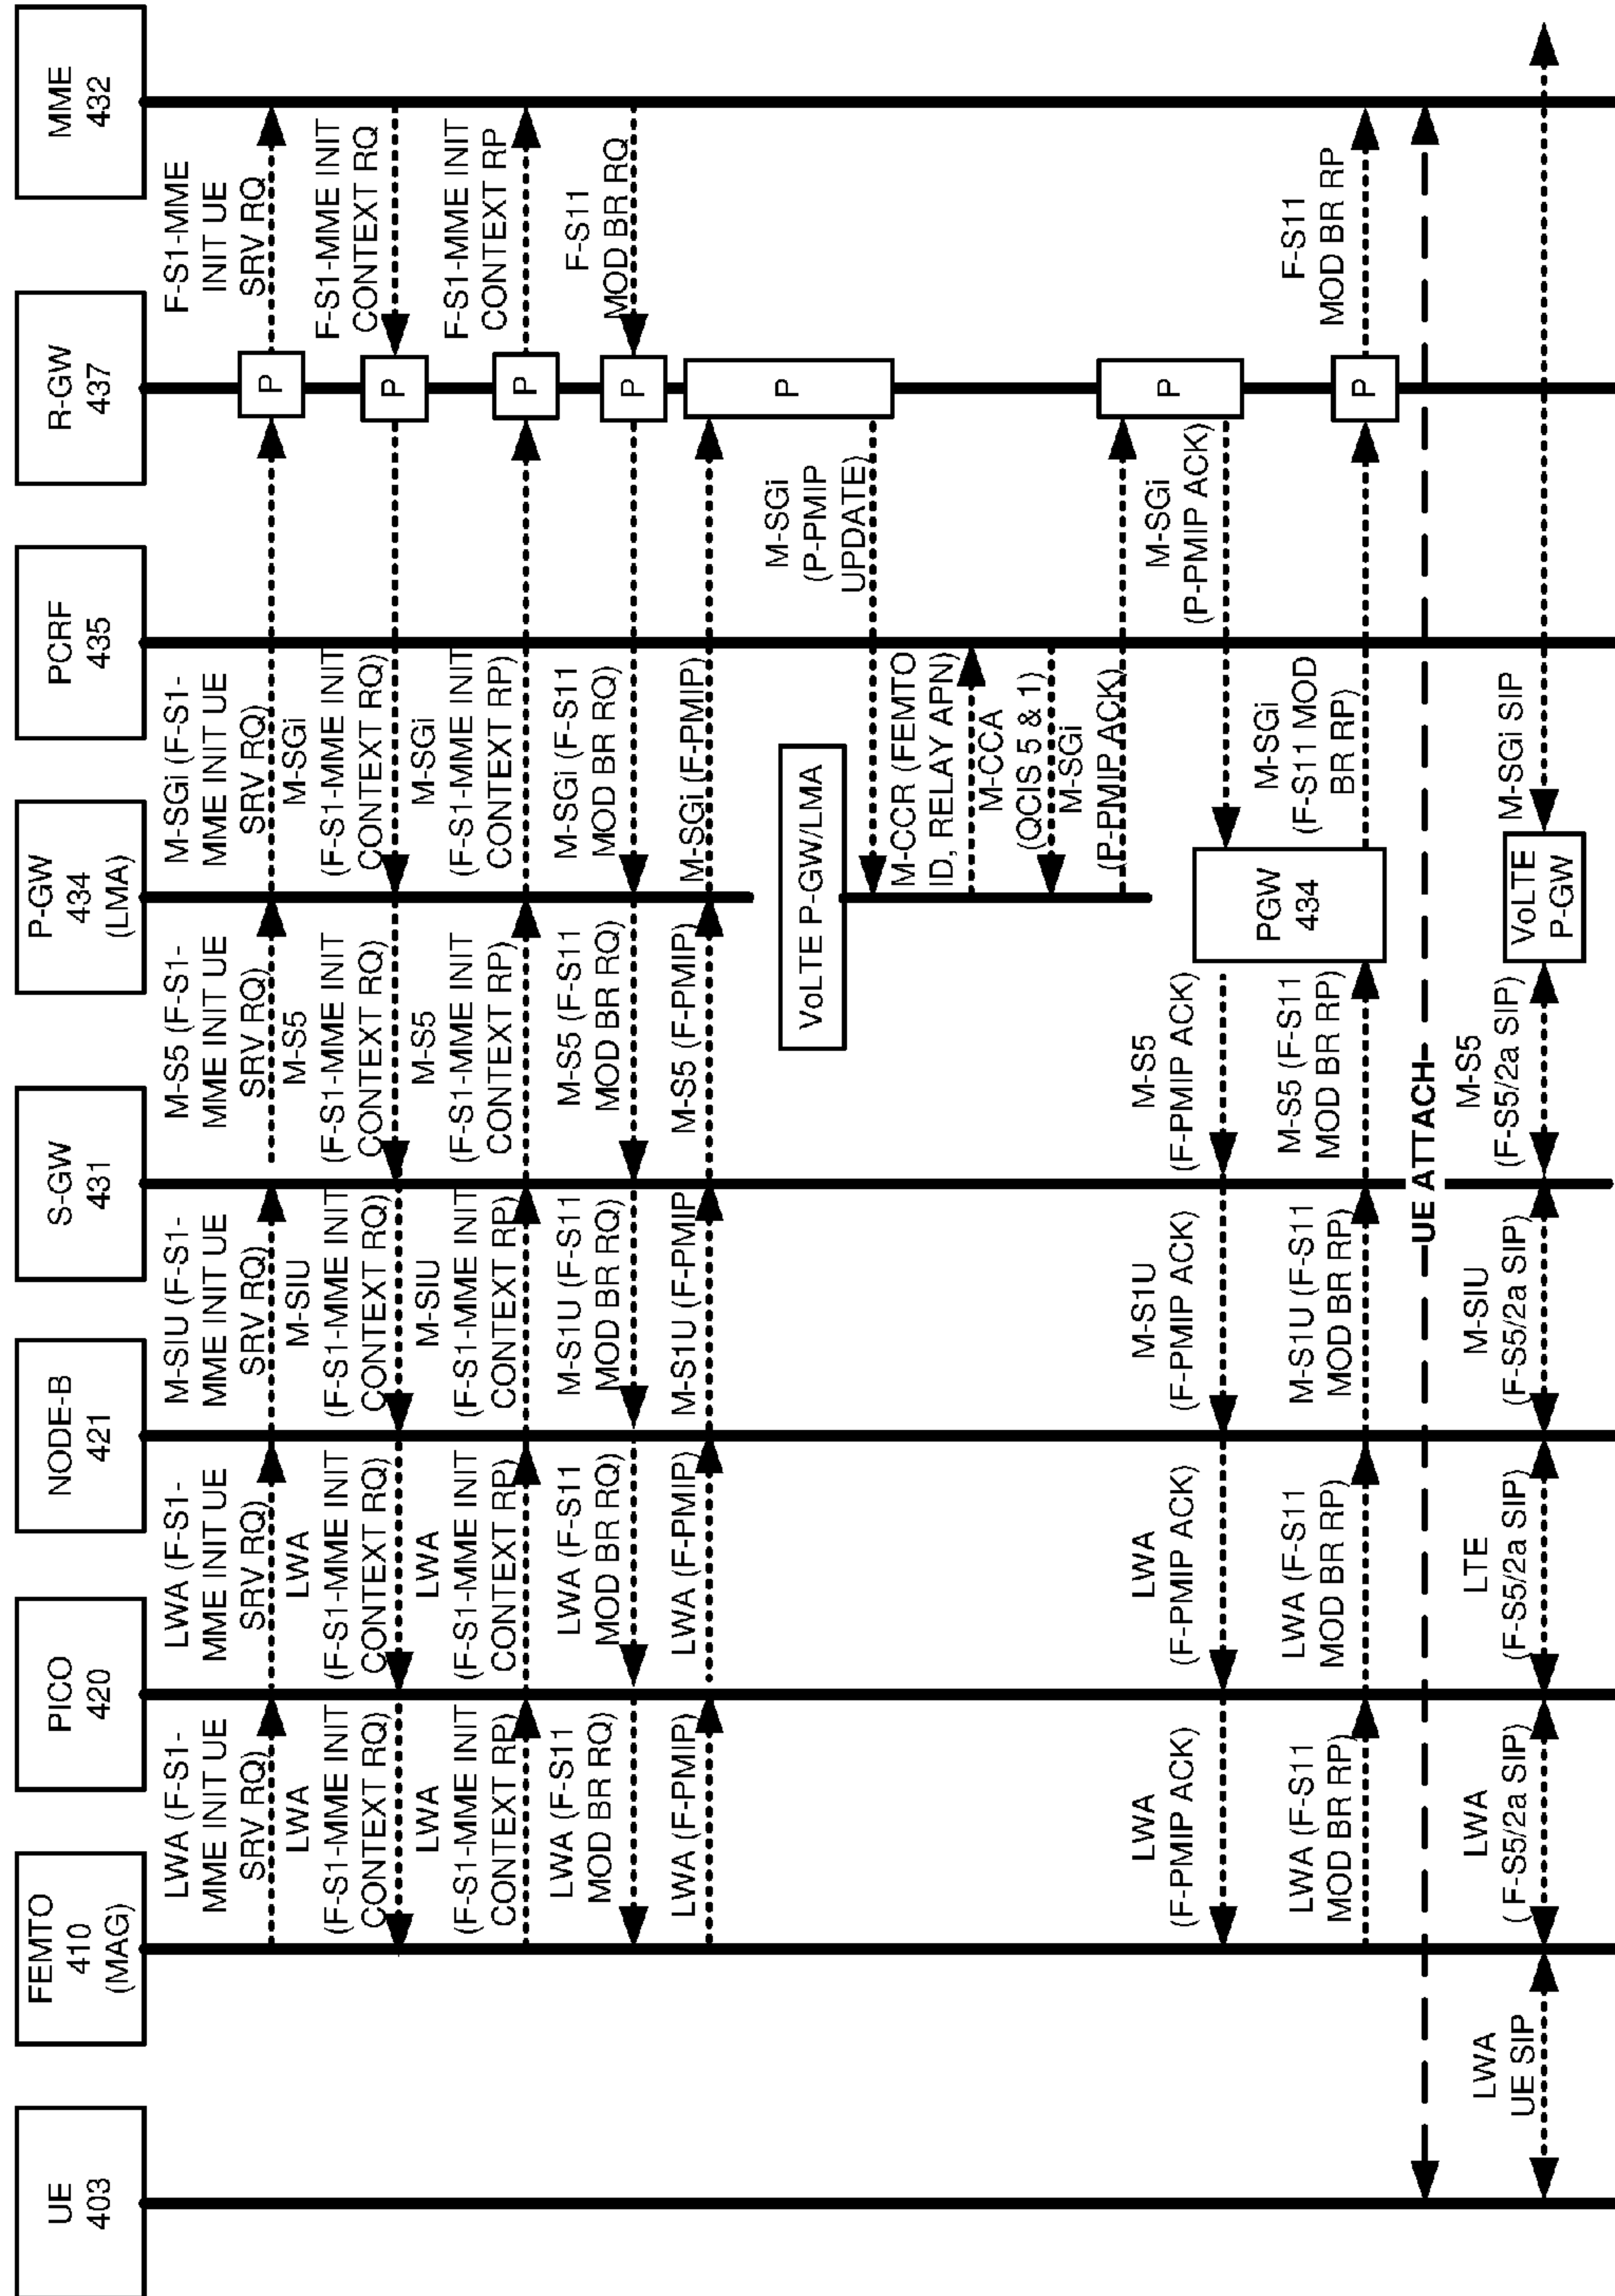 UE
403
FEMTO
410
(MAG)
PICO
420
NODE-B
421
S-GW
431
P-GW
434
(LMA)
PCRF
435
R-GW
437
MME
432
LWA (F-S1-
MME INIT UE
SRV RQ)
LWA (F-S1-
MME INIT UE
SRV RQ)
M-SIU (F-S1-
MME INIT UE
SRV RQ)
M-S5 (F-S1-
MME INIT UE
SRV RQ)
M-SGi (F-S1-
MME INIT UE
SRV RQ)
P
F-S1-MME
INIT UE
SRV RQ
LWA
(F-S1-MME INIT
CONTEXT RQ)
LWA
(F-S1-MME INIT
CONTEXT RQ)
M-SIU
(F-S1-MME INIT
CONTEXT RQ)
M-S5
(F-S1-MME INIT
CONTEXT RQ)
M-SGi
(F-S1-MME INIT
CONTEXT RQ)
P
F-S1-MME INIT
CONTEXT RQ
LWA
(F-S1-MME INIT
CONTEXT RP)
LWA
(F-S1-MME INIT
CONTEXT RP)
M-SIU
(F-S1-MME INIT
CONTEXT RP)
M-S5
(F-S1-MME INIT
CONTEXT RP)
M-SGi
(F-S1-MME INIT
CONTEXT RP)
P
F-S1-MME INIT
CONTEXT RP
LWA (F-S11
MOD BR RQ)
LWA (F-S11
MOD BR RQ)
M-S1U (F-S11
MOD BR RQ)
M-S5 (F-S11
MOD BR RQ)
M-SGi (F-S11
MOD BR RQ)
P
F-S11
MOD BR RQ
LWA (F-PMIP)
LWA (F-PMIP)
M-S1U (F-PMIP
M-S5 (F-PMIP)
M-SGi (F-PMIP)
P
M-SGi
(P-PMIP
UPDATE)
VoLTE P-GW/LMA
M-CCR (FEMTO
ID, RELAY APN)
M-CCA
(QCIS 5 & 1)
M-SGi
(P-PMIP ACK)
P
LWA
(F-PMIP ACK)
LWA
(F-PMIP ACK)
M-S1U
(F-PMIP ACK)
M-S5
(F-PMIP ACK)
PGW
434
M-SGi
(P-PMIP ACK)
LWA (F-S11
MOD BR RP)
LWA (F-S11
MOD BR RP)
M-S1U (F-S11
MOD BR RP)
M-S5 (F-S11
MOD BR RP)
M-SGi
(F-S11 MOD
BR RP)
P
F-S11
MOD BR RP
UE ATTACH
LWA
UE SIP
LWA
( F-S5/2a SIP)
LTE
(F-S5/2a SIP)
M-SIU
(F-S5/2a SIP)
M-S5
(F-S5/2a SIP)
VoLTE
P-GW
M-SGi SIP